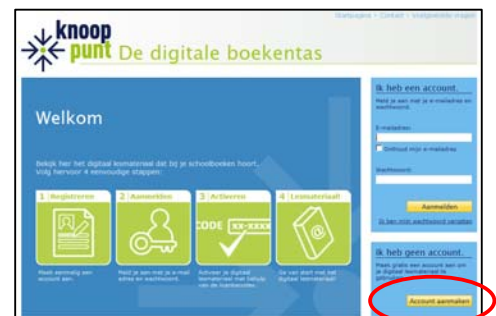 Startpagina • Contact • Veelgestelde vragen
knoop
punt De digitale boekentas
Welkom
Bekijk hier het digitaal lesmateriaal dat bij je schoolboeken hoort.
Volg hiervoor 4 eenvoudige stappen:
1 Registreren
2 Aanmelden
3 Activeren
4 Lesmateriaal!
CODE XX-XXXX
Maak eenmalig een
account aan.
Meld je aan met je e-mail
adres en wachtwoord.
Activeer je digitaal
lesmateriaal met behulp
van de
Ga van start met het
digitaal lesmateriaal!
Ik heb een account.
Meld je aan met je e-mailadres en
wachtwoord.
E-mailadres:
Onthoud mijn e-mailadres
Wachtwoord:
Aanmelden
Ik ben mijn wachtwoord vergeten
Ik heb geen account.
Maak gratis een account aan om
je digitaal lesmateriaal te
Account aanmaken